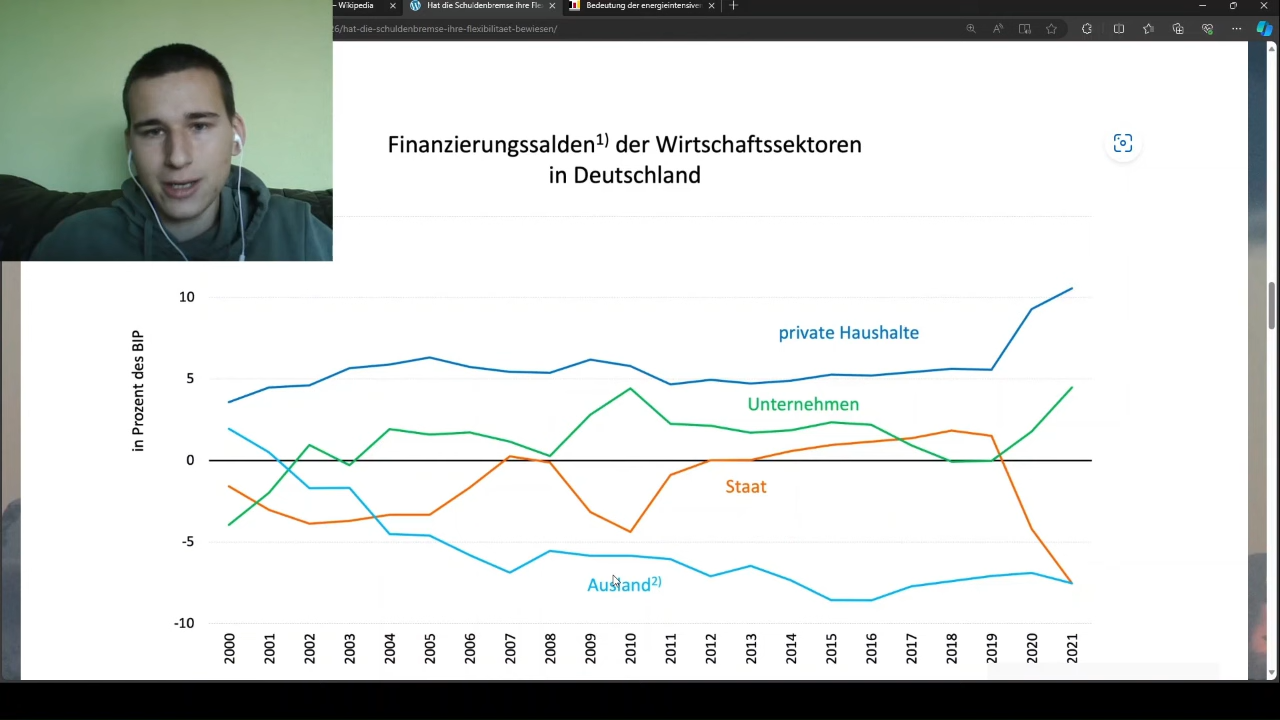 – Wikipedia
Hat die Schuldenbremse ihre Fle
Bedeutung der energieintensiver
6/hat-die-schuldenbremse-ihre-flexibilitaet-bewiesen/
Finanzierungssalden1) der Wirtschaftssektoren
in Deutschland
10
5
0
-5
-10
in Prozent des BIP
private Haushalte
Unternehmen
Staat
Ausland2)
2000
2001
2002
2003
2004
2005
2006
2007
2008
2009
2010
2011
2012
2013
2014
2015
2016
2017
2018
2019
2020
2021